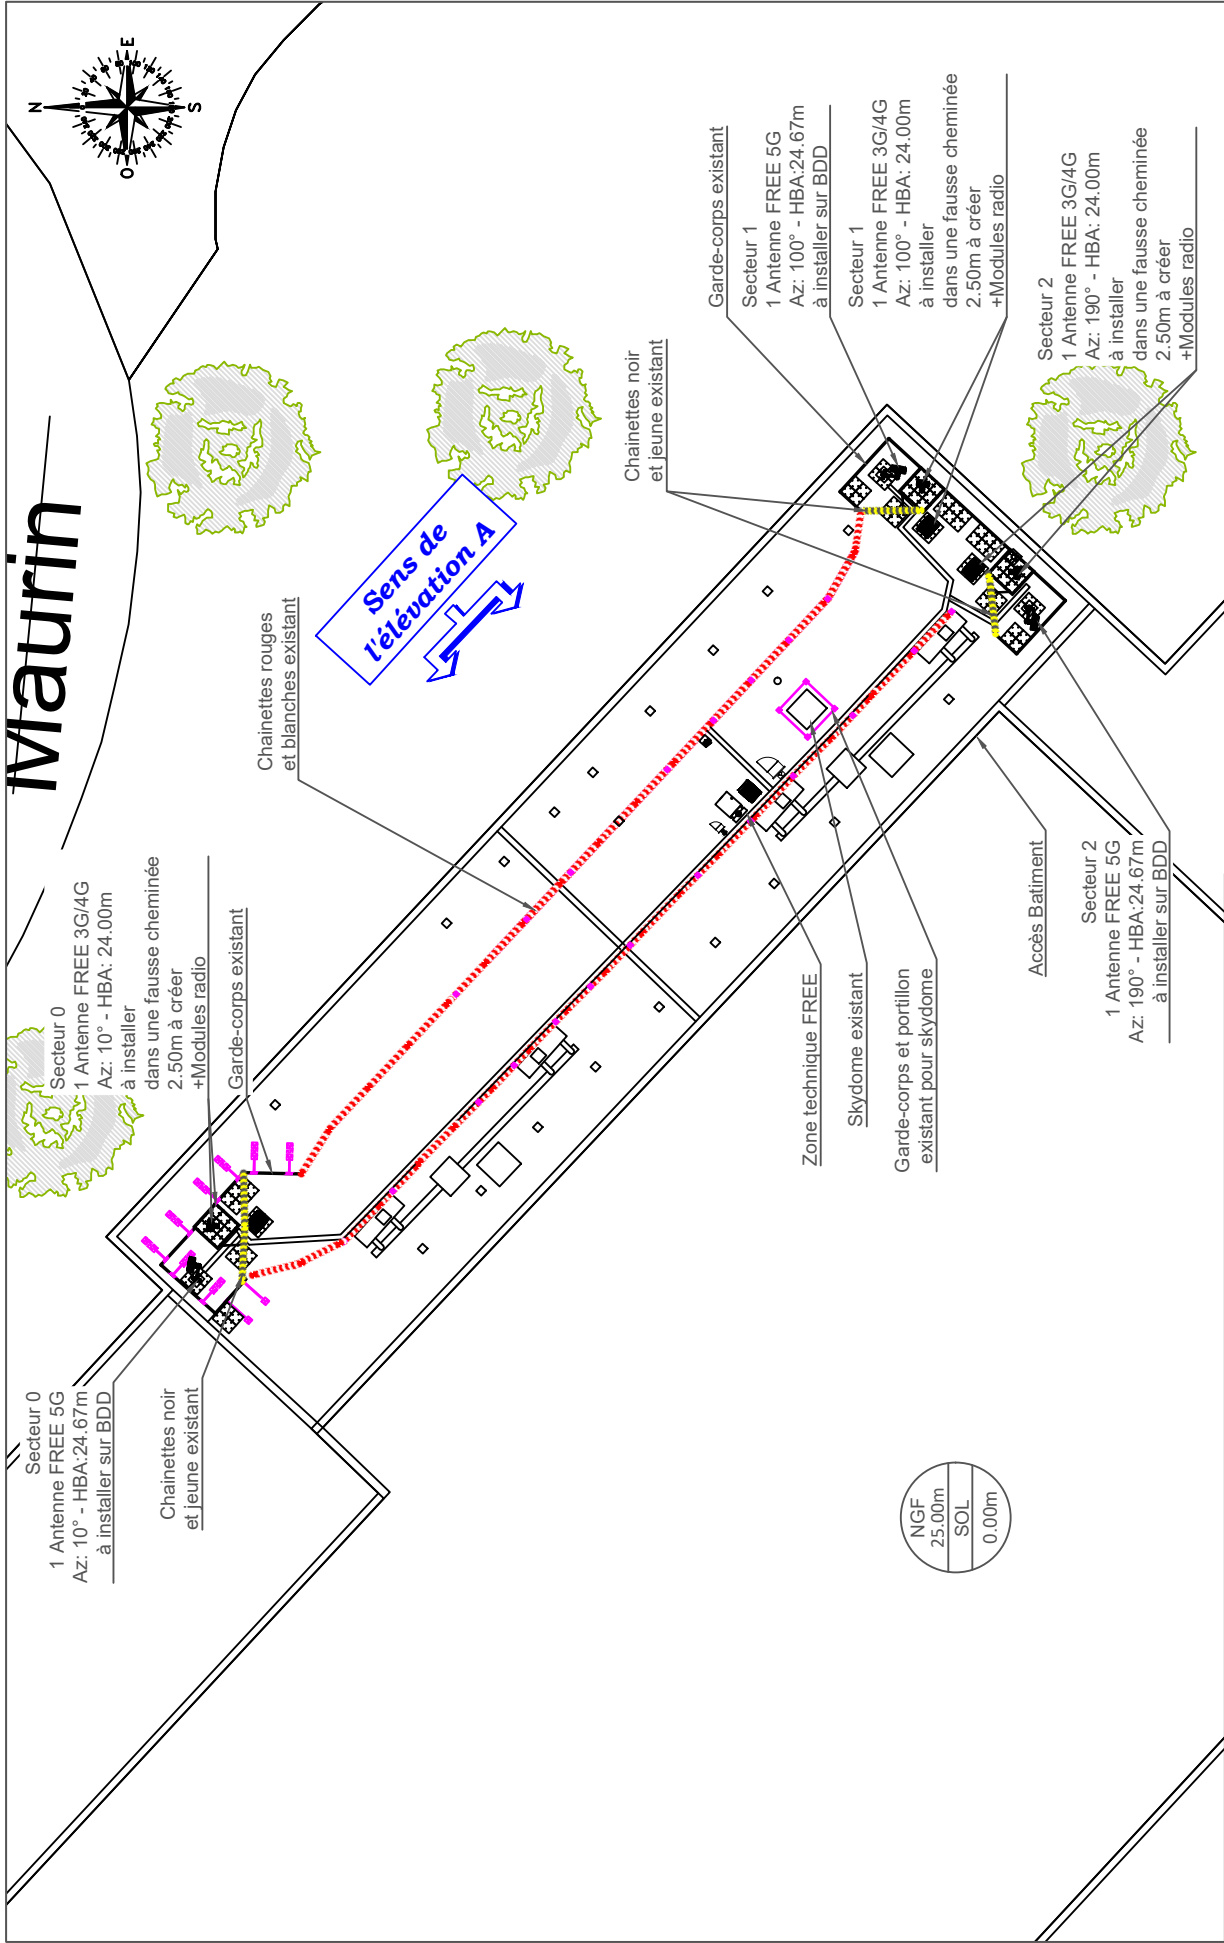 Maurin
N
E
S
O
Secteur 0
1 Antenne FREE 5G
Az: 10° - HBA:24.67m
à installer sur BDD
Chainettes noir
et jeune existant
Secteur 0
1 Antenne FREE 3G/4G
Az: 10° - HBA: 24.00m
à installer
dans une fausse cheminée
2.50m à créer
+Modules radio
Garde-corps existant
Chainettes rouges
et blanches existant
Sens de
l'élévation A
Chainettes noir
et jeune existant
Garde-corps existant
Secteur 1
1 Antenne FREE 5G
Az: 100° - HBA:24.67m
à installer sur BDD
Secteur 1
1 Antenne FREE 3G/4G
Az: 100° - HBA: 24.00m
à installer
dans une fausse cheminée
2.50m à créer
+Modules radio
Secteur 2
1 Antenne FREE 3G/4G
Az: 190° - HBA: 24.00m
à installer
dans une fausse cheminée
2.50m à créer
+Modules radio
Zone technique FREE
Skydome existant
Garde-corps et portillon
existant pour skydome
Accès Batiment
Secteur 2
1 Antenne FREE 5G
Az: 190° - HBA:24.67m
à installer sur BDD
NGF
25.00m
SOL
0.00m